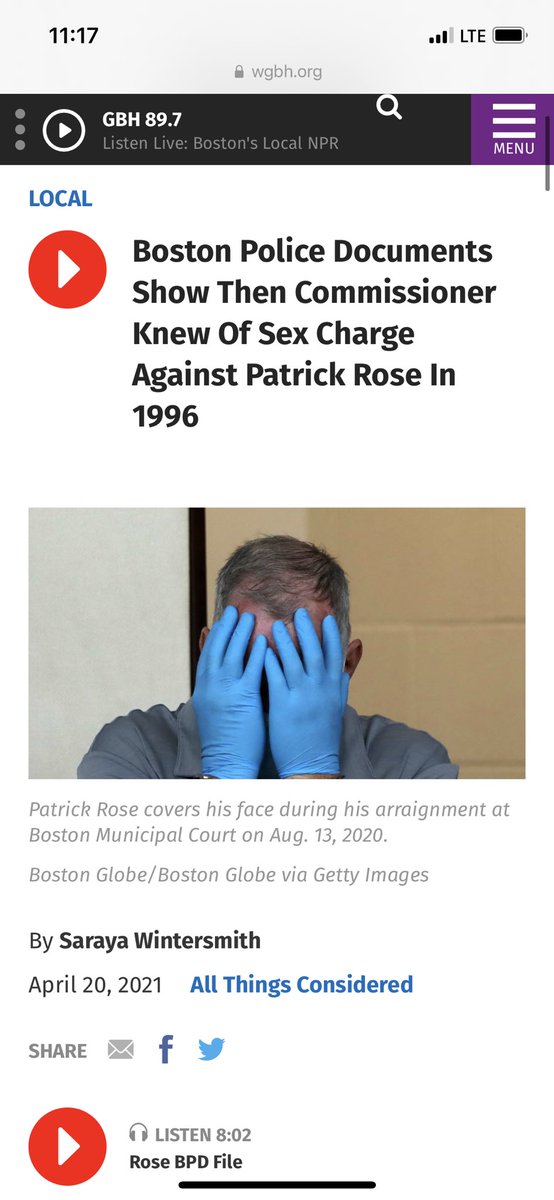 11:17
LTE
wgbh.org
GBH 89.7
Listen Live: Boston's Local NPR
MENU
LOCAL
Boston Police Documents
Show Then Commissioner
Knew Of Sex Charge
Against Patrick Rose In
1996
Patrick Rose covers his face during his arraignment at
Boston Municipal Court on Aug. 13, 2020.
Boston Globe/Boston Globe via Getty Images
By Saraya Wintersmith
April 20, 2021 All Things Considered
SHARE
LISTEN 8:02
Rose BPD File